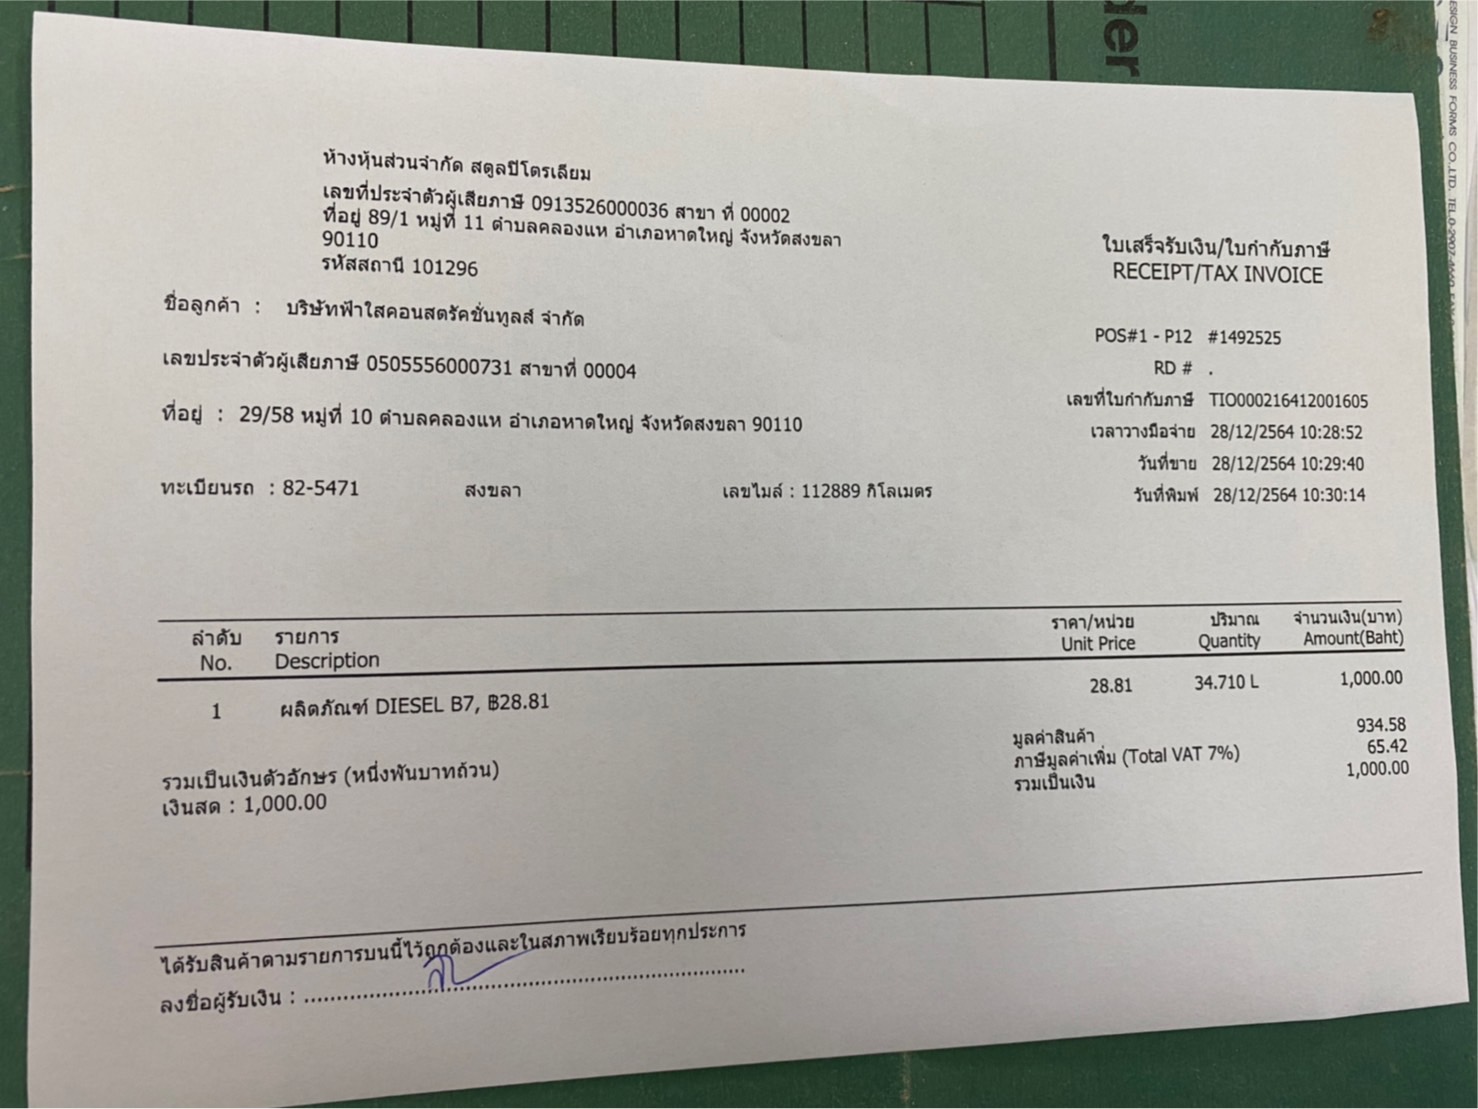 ห้างหุ้นส่วนจำกัด สตูลปิโตรเลียม
เลขที่ประจำตัวผู้เสียภาษี 0913526000036 สาขา ที่ 00002
ที่อยู่ 89/1 หมู่ที่ 11 ตำบลคลองแห อำเภอหาดใหญ่ จังหวัดสงขลา
90110
รหัสสถานี 101296
ใบเสร็จรับเงิน/ใบกำกับภาษี
RECEIPT/TAX INVOICE
ชื่อลูกค้า : บริษัทฟ้าใสคอนสตรัคชั่นทูลส์ จำกัด
เลขประจำตัวผู้เสียภาษี 0505556000731 สาขาที่ 00004
ที่อยู่ : 29/58 หมู่ที่ 10 ตำบลคลองแห อำเภอหาดใหญ่ จังหวัดสงขลา 90110
ทะเบียนรถ : 82-5471 สงขลา เลขไมล์ : 112889 กิโลเมตร
POS#1 - P12 #1492525
RD # .
เลขที่ใบกำกับภาษี TIO000216412001605
เวลาวางมือจ่าย 28/12/2564 10:28:52
วันที่ขาย 28/12/2564 10:29:40
วันที่พิมพ์ 28/12/2564 10:30:14
ลำดับ รายการ ราคา/หน่วย ปริมาณ จำนวนเงิน(บาท)
No. Description Unit Price Quantity Amount(Baht)
1 ผลิตภัณฑ์ DIESEL B7, ฿28.81 28.81 34.710 L 1,000.00
มูลค่าสินค้า 934.58
ภาษีมูลค่าเพิ่ม (Total VAT 7%) 65.42
รวมเป็นเงิน 1,000.00
รวมเป็นเงินตัวอักษร (หนึ่งพันบาทถ้วน)
เงินสด : 1,000.00
ได้รับสินค้าตามรายการบนนี้ไว้ถูกต้องและในสภาพเรียบร้อยทุกประการ
ลงชื่อผู้รับเงิน : ........................................
der
ESIGN BUSINESS FORMS CO.,LTD.